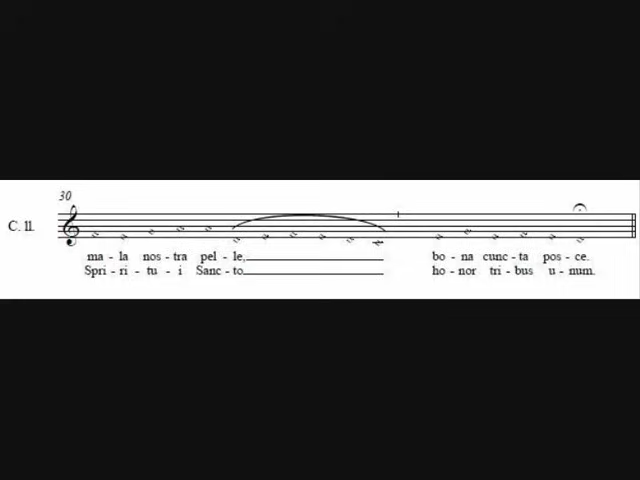 30
C. 11.
ma - la nos - tra pel - le, bo - na cunc - ta pos - ce.
Spri - ri - tu - i Sanc - to ho - nor tri - bus u - num.